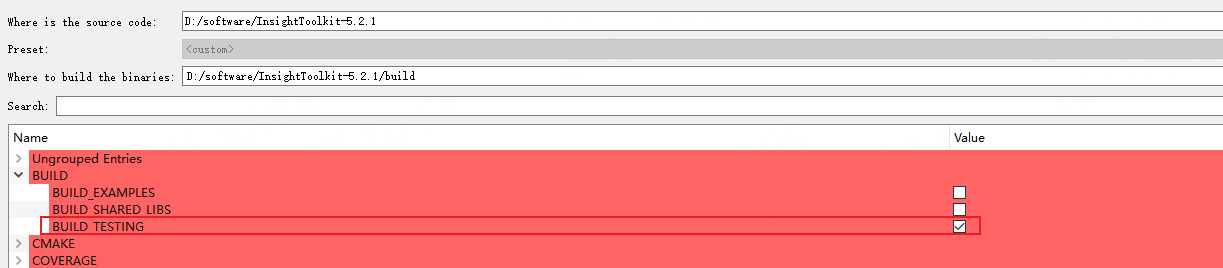 Where is the source code: D:/software/InsightToolkit-5.2.1
Preset: <custom>
Where to build the binaries: D:/software/InsightToolkit-5.2.1/build
Search:
Name Value
Ungrouped Entries
BUILD
BUILD_EXAMPLES
BUILD_SHARED_LIBS
BUILD_TESTING
CMAKE
COVERAGE